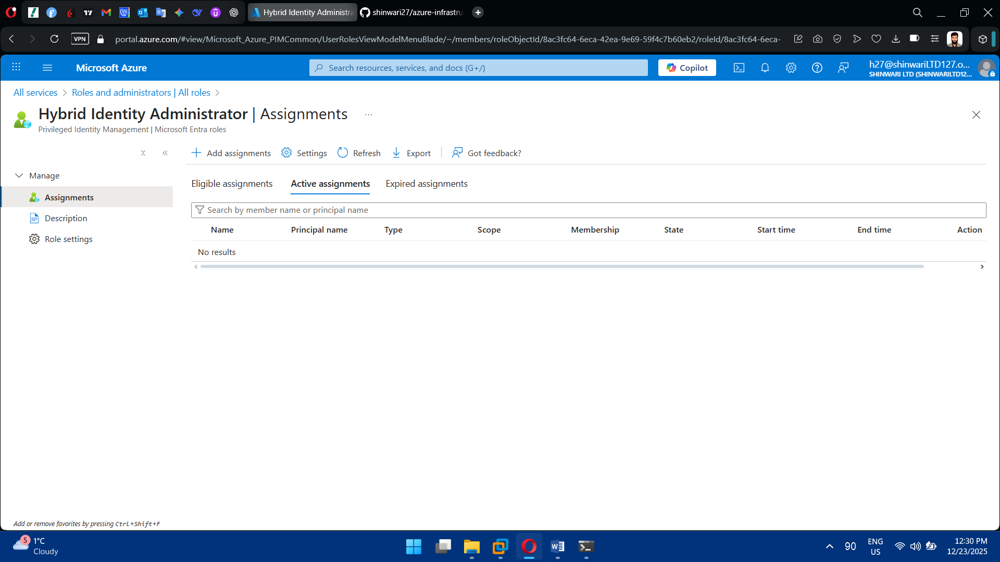 Hybrid Identity Administra
shinwari27/azure-infrastru
VPN
portal.azure.com/#view/Microsoft_Azure_PIMCommon/UserRolesViewModelMenuBlade/~/members/roleObjectId/8ac3fc64-6eca-42ea-9e69-59f4c7b60eb2/roleId/8ac3fc64-6eca-
Microsoft Azure
Search resources, services, and docs (G+/)
Copilot
h27@shinwariLTD127.o...
SHINWARI LTD (SHINWARILTD12...
All services > Roles and administrators | All roles >
Hybrid Identity Administrator | Assignments ...
Privileged Identity Management | Microsoft Entra roles
Add assignments Settings Refresh Export Got feedback?
Manage
Assignments
Description
Role settings
Eligible assignments Active assignments Expired assignments
Search by member name or principal name
Name Principal name Type Scope Membership State Start time End time Action
No results
Add or remove favorites by pressing Ctrl+Shift+F
5
1°C
Cloudy
90
ENG
US
12:30 PM
12/23/2025